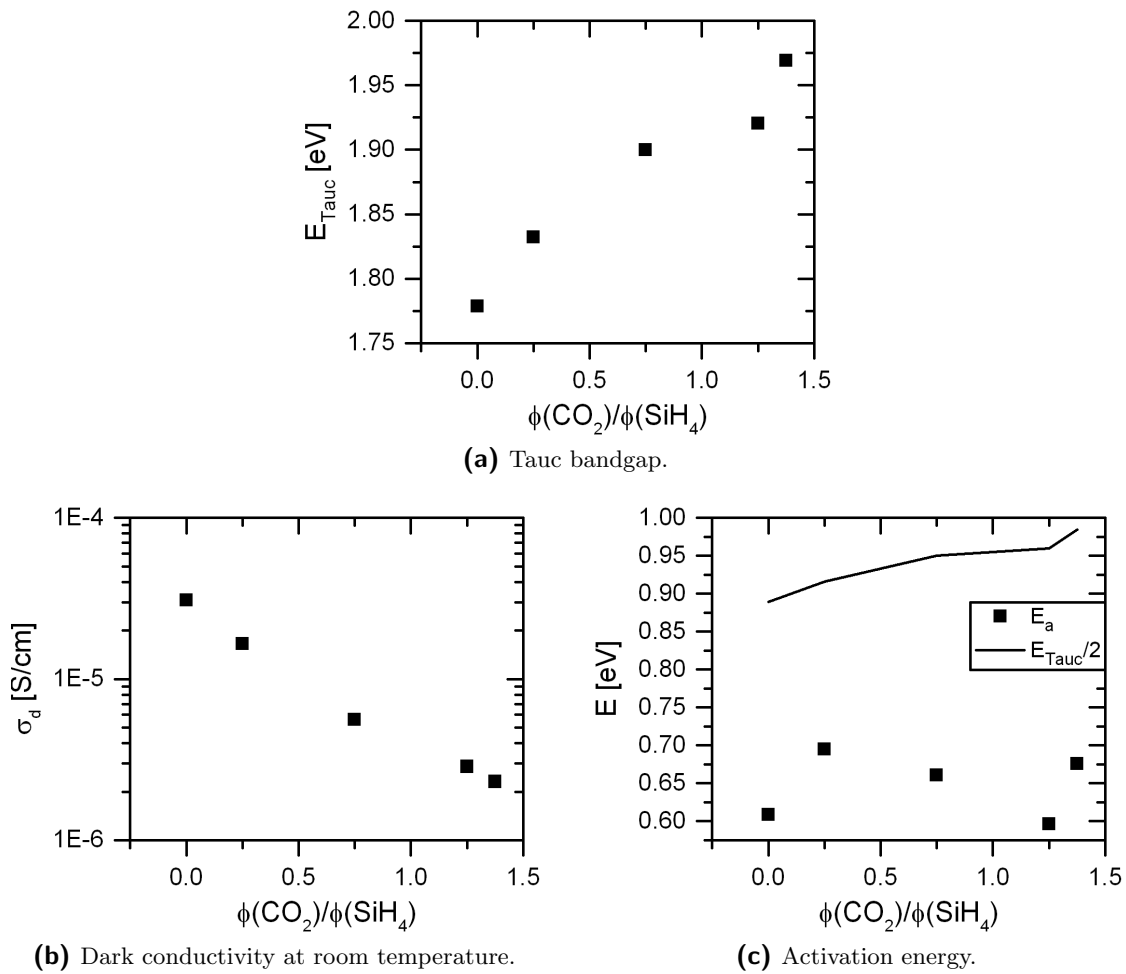 2.00
1.95
1.90
1.85
1.80
1.75
E_Tauc [eV]
0.0 0.5 1.0 1.5
ϕ(CO₂)/ϕ(SiH₄)
(a) Tauc bandgap.
1E-4
1E-5
1E-6
σ_d [S/cm]
0.0 0.5 1.0 1.5
ϕ(CO₂)/ϕ(SiH₄)
(b) Dark conductivity at room temperature.
1.00
0.95
0.90
0.85
0.80
0.75
0.70
0.65
0.60
E [eV]
E_a
E_Tauc/2
0.0 0.5 1.0 1.5
ϕ(CO₂)/ϕ(SiH₄)
(c) Activation energy.